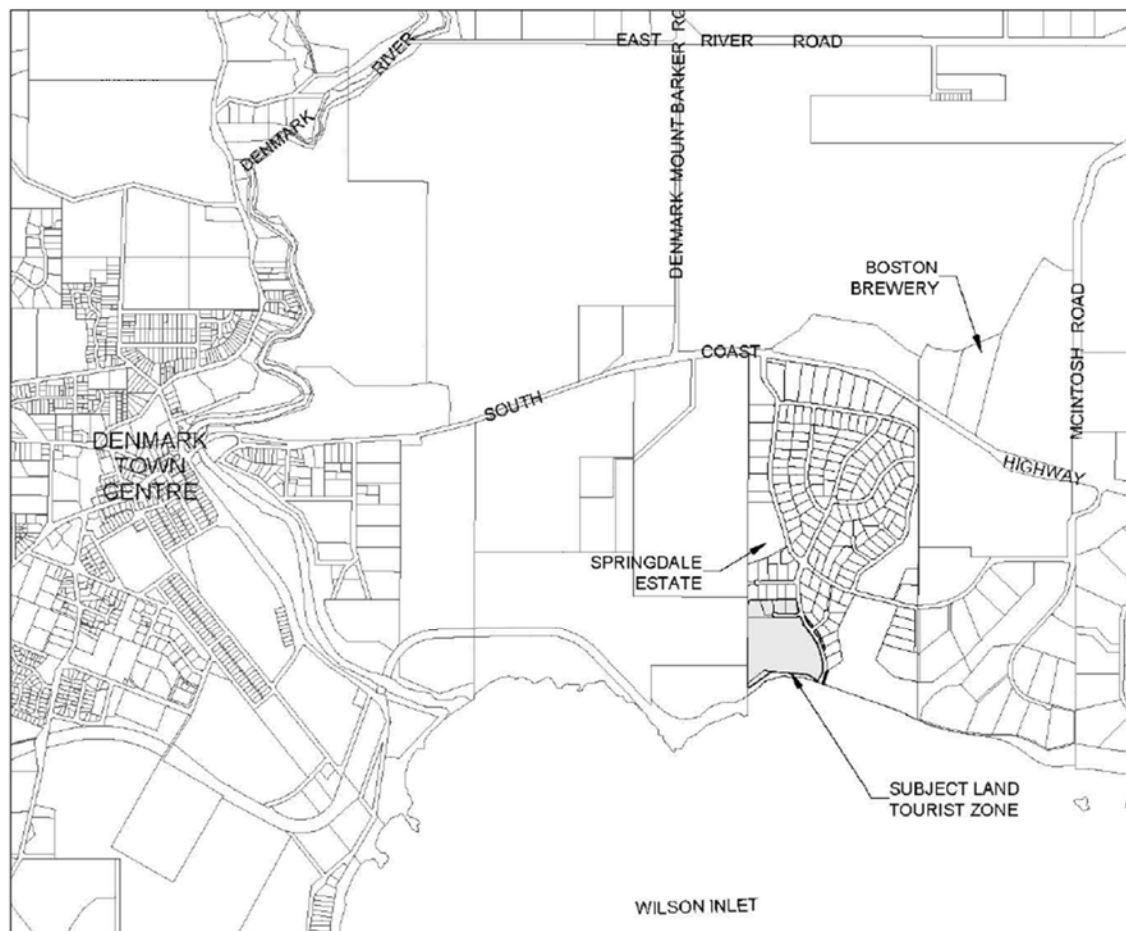 EAST RIVER ROAD
DENMARK RIVER
DENMARK MOUNT BARKER RO
BOSTON
BREWERY
MCINTOSH ROAD
SOUTH COAST HIGHWAY
DENMARK
TOWN
CENTRE
SPRINGDALE
ESTATE
SUBJECT LAND
TOURIST ZONE
WILSON INLET